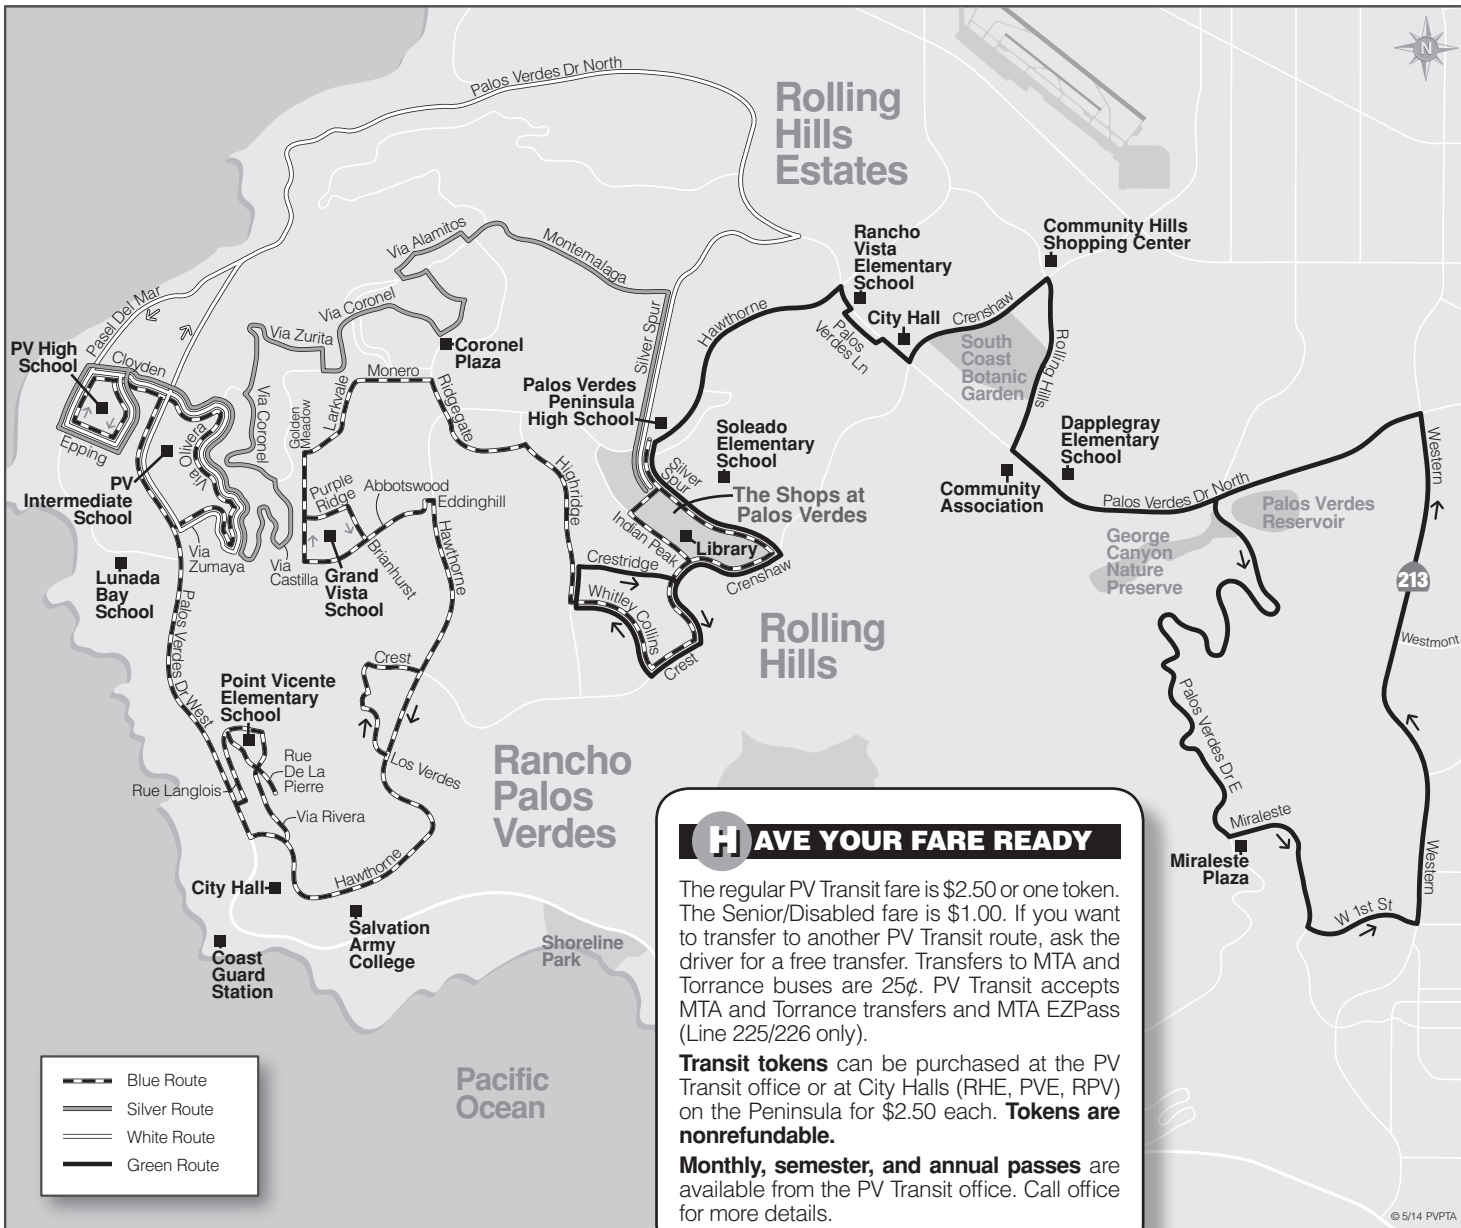 N
Palos Verdes Dr North
Rolling
Hills
Estates
Via Alamitos
Montemalaga
Rancho
Vista
Elementary
School
Community Hills
Shopping Center
Pasel Del Mar
Via Coronel
Via Zurita
Silver Spur
Hawthorne
Palos
Verdes Ln
City Hall
Crenshaw
PV High
School
Cloyden
Coronel
Plaza
South
Coast
Botanic
Garden
Rolling Hills
Monero
Larkvale
Ridgegate
Palos Verdes
Peninsula
High School
Via Coronel
Golden
Meadow
Soleado
Elementary
School
Dapplegray
Elementary
School
Epping
Via Olivera
Western
PV
Intermediate
School
Purple
Ridge
Abbotswood
Eddinghill
Highridge
Silver
Spur
The Shops at
Palos Verdes
Community
Association
Palos Verdes Dr North
Palos Verdes
Reservoir
Indian Peak
Library
George
Canyon
Nature
Preserve
Via
Zumaya
Via
Castilla
Brianhurst
Hawthorne
Crestridge
Crenshaw
Lunada
Bay
School
Grand
Vista
School
213
Whitley Collins
Palos Verdes Dr West
Rolling
Hills
Westmont
Crest
Crest
Point Vicente
Elementary
School
Palos Verdes Dr E
Rue
De La
Pierre
Los Verdes
Rancho
Palos
Verdes
Rue Langlois
Via Rivera
Miraleste
Hawthorne
Miraleste
Plaza
Western
City Hall
W 1st St
Salvation
Army
College
Coast
Guard
Station
Shoreline
Park
Pacific
Ocean
HAVE YOUR FARE READY
The regular PV Transit fare is $2.50 or one token.
The Senior/Disabled fare is $1.00. If you want
to transfer to another PV Transit route, ask the
driver for a free transfer. Transfers to MTA and
Torrance buses are 25¢. PV Transit accepts
MTA and Torrance transfers and MTA EZPass
(Line 225/226 only).
Transit tokens can be purchased at the PV
Transit office or at City Halls (RHE, PVE, RPV)
on the Peninsula for $2.50 each. Tokens are
nonrefundable.
Monthly, semester, and annual passes are
available from the PV Transit office. Call office
for more details.
Blue Route
Silver Route
White Route
Green Route
© 5/14 PVPTA